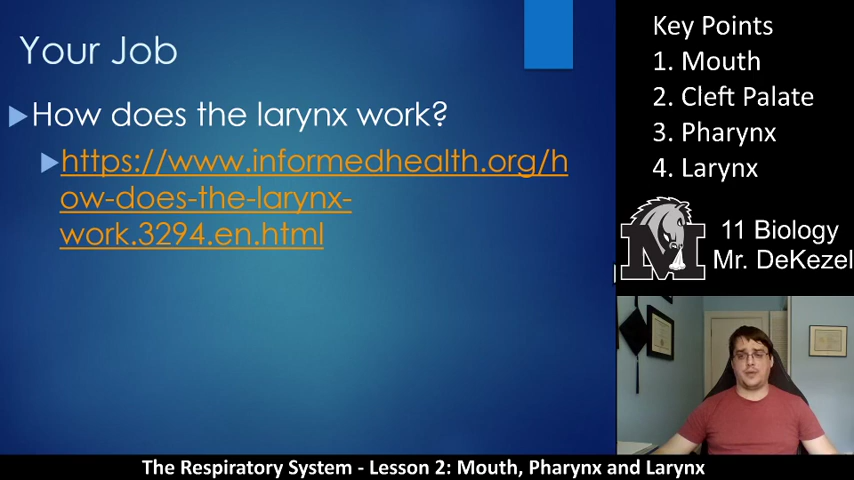 Your Job
How does the larynx work?
https://www.informedhealth.org/h
ow-does-the-larynx-
work.3294.en.html
Key Points
1. Mouth
2. Cleft Palate
3. Pharynx
4. Larynx
M
11 Biology
Mr. DeKezel
The Respiratory System - Lesson 2: Mouth, Pharynx and Larynx